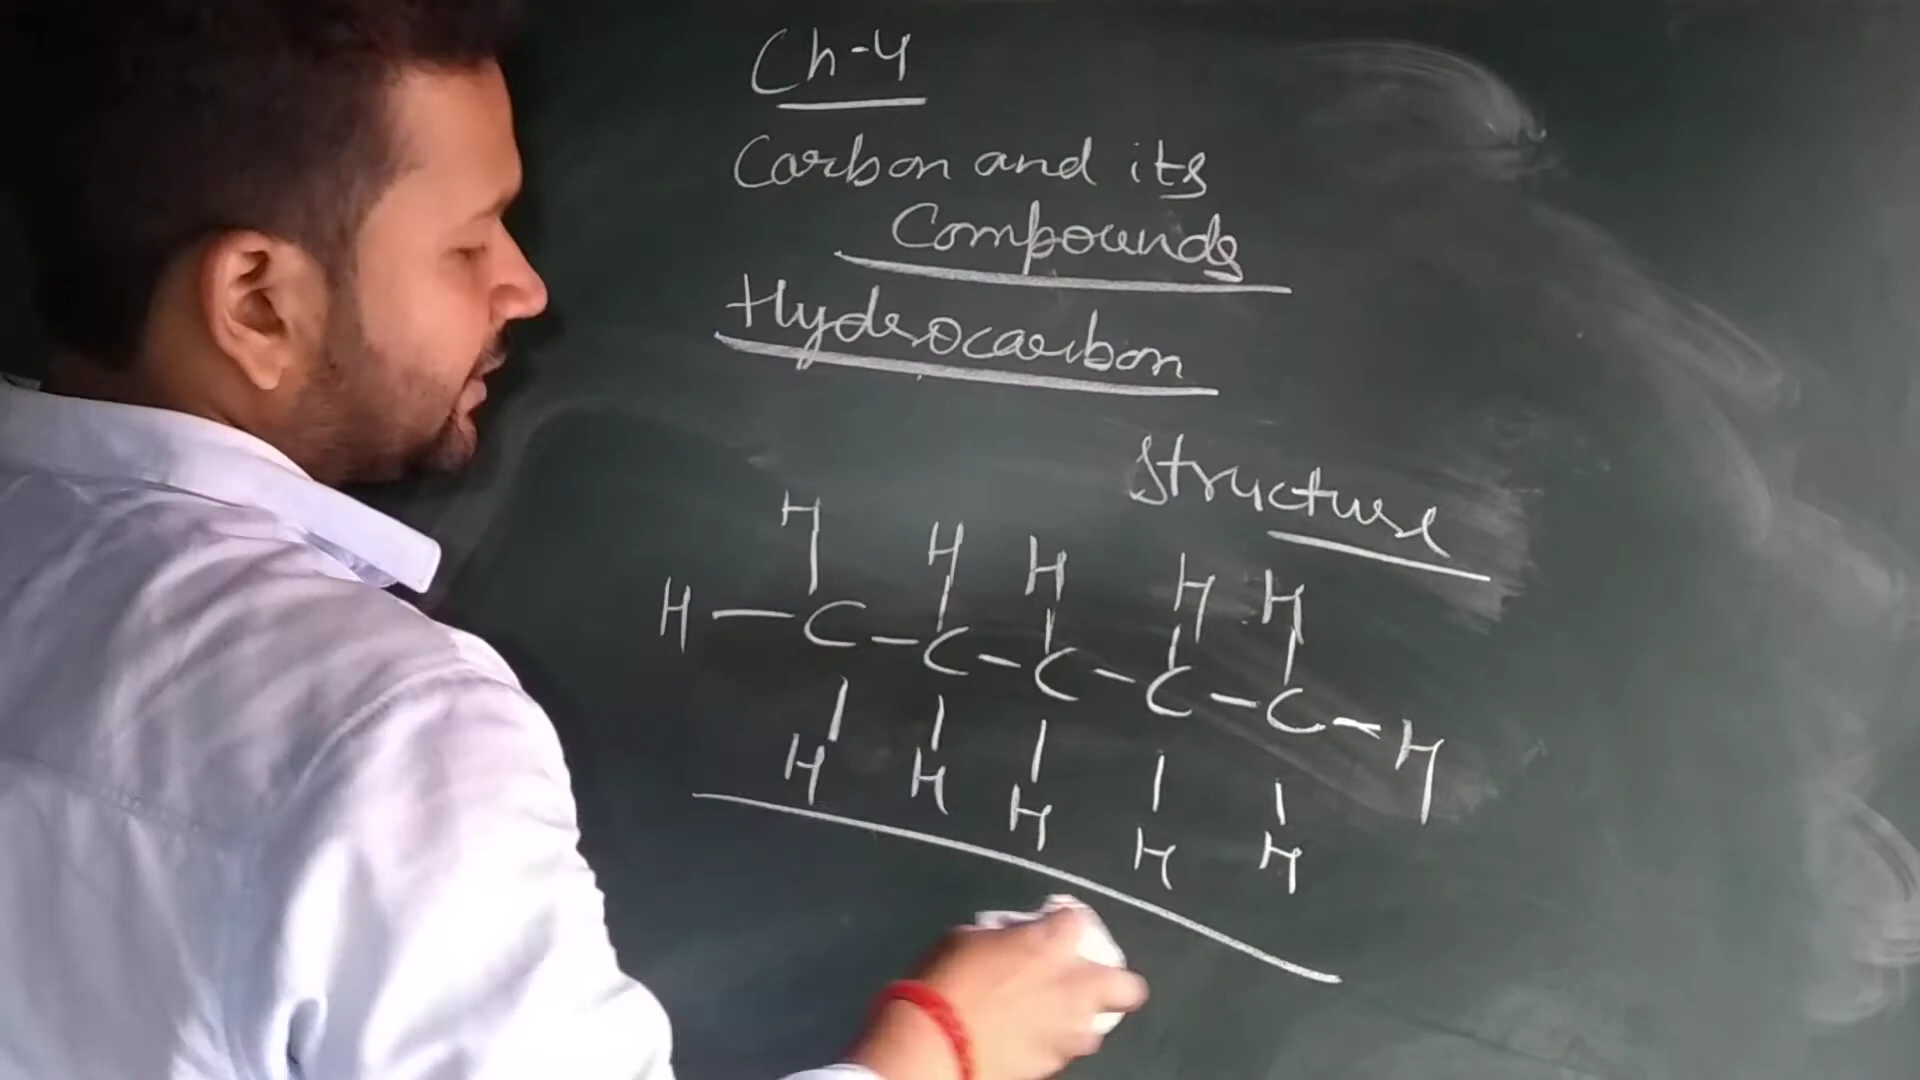 Ch-4
Carbon and its
Compounds
Hydrocarbon
Structure
H H H H H
H-C-C-C-C-C-H
H H H H H